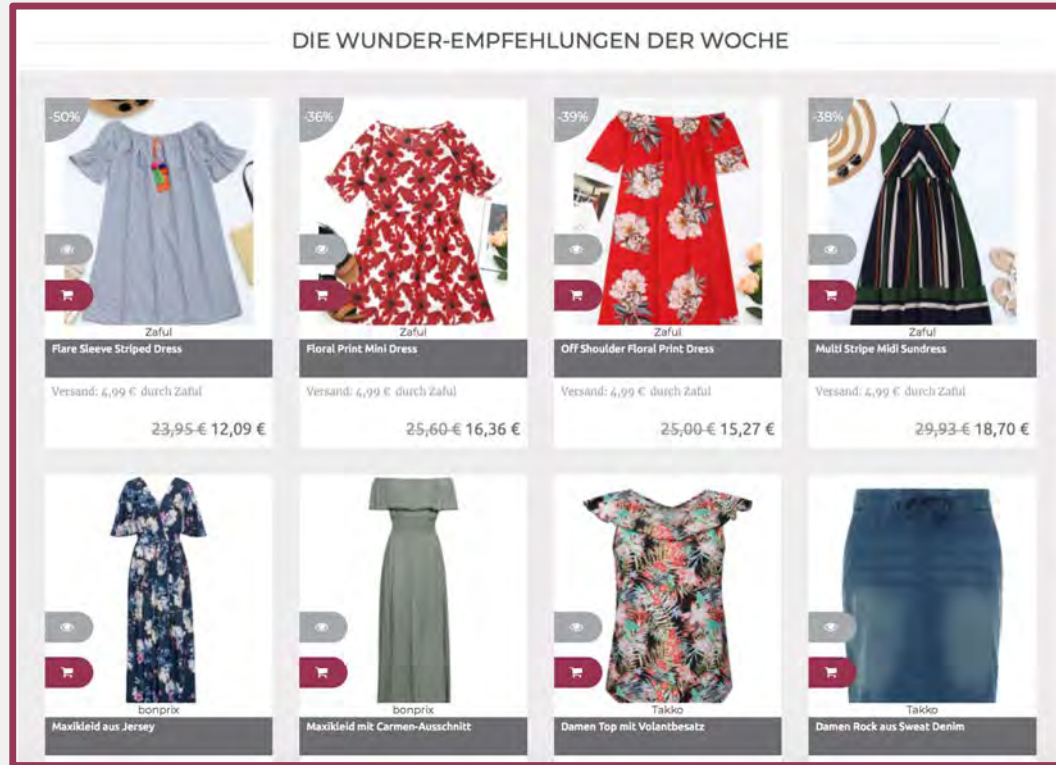 DIE WUNDER-EMPFEHLUNGEN DER WOCHE
-50%
-36%
-39%
-38%
Zaful
Zaful
Zaful
Zaful
Flare Sleeve Striped Dress
Floral Print Mini Dress
Off Shoulder Floral Print Dress
Multi Stripe Midi Sundress
Versand: 4,99 € durch Zaful
Versand: 4,99 € durch Zaful
Versand: 4,99 € durch Zaful
Versand: 4,99 € durch Zaful
23,95 € 12,09 €
25,60 € 16,36 €
25,00 € 15,27 €
29,93 € 18,70 €
bonprix
bonprix
Takko
Takko
Maxikleid aus Jersey
Maxikleid mit Carmen-Ausschnitt
Damen Top mit Volantbesatz
Damen Rock aus Sweat Denim